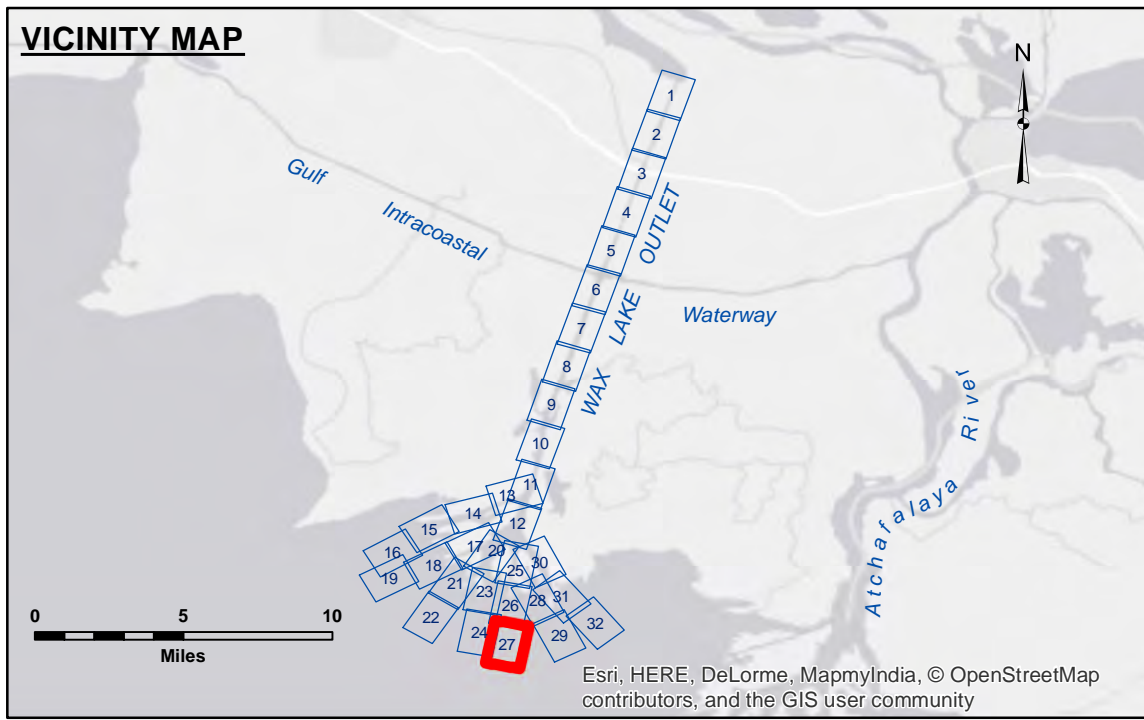 VICINITY MAP
N
1
2
3
4
5
6
7
8
9
10
11
12
13
14
15
16
17
18
19
20
21
22
23
24
25
26
27
28
29
30
31
32
Gulf
Intracoastal
Waterway
WAX LAKE OUTLET
Atchafalaya River
0 5 10
Miles
Esri, HERE, DeLorme, MapmyIndia, © OpenStreetMap
contributors, and the GIS user community